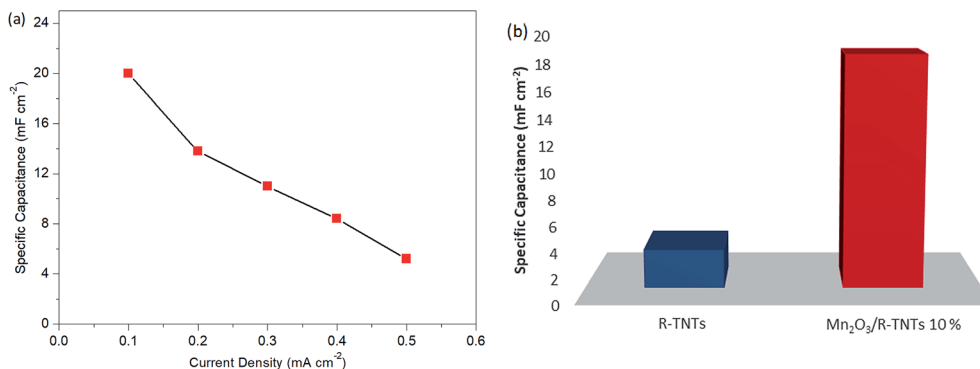 (a)
24
20
16
12
8
4
0
Specific Capacitance (mF cm⁻²)
0.0 0.1 0.2 0.3 0.4 0.5 0.6
Current Density (mA cm⁻²)
(b)
20
18
16
14
12
10
8
6
4
2
0
Specific Capacitance (mF cm⁻²)
R-TNTs Mn₂O₃/R-TNTs 10 %